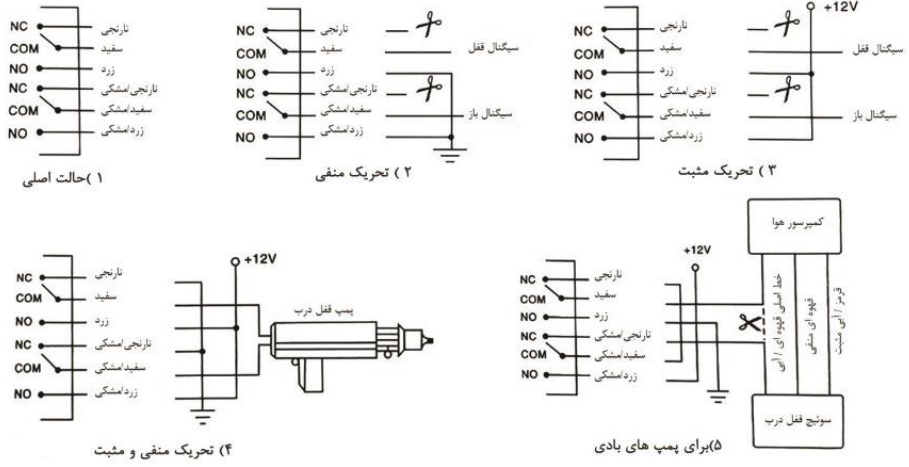 NC نارنجی
COM سفید
NO زرد
NC نارنجی/مشکی
COM سفید/مشکی
NO زرد/مشکی
۱ )حالت اصلی
NC نارنجی
COM سفید
سیگنال قفل
NO زرد
NC نارنجی/مشکی
COM سفید/مشکی
سیگنال باز
NO زرد/مشکی
۲ ) تحریک منفی
+12V
NC نارنجی
COM سفید
سیگنال قفل
NO زرد
NC نارنجی/مشکی
COM سفید/مشکی
سیگنال باز
NO زرد/مشکی
۳ ) تحریک مثبت
+12V
NC نارنجی
COM سفید
NO زرد
NC نارنجی/مشکی
COM سفید/مشکی
NO زرد/مشکی
پمپ قفل درب
۴) تحریک منفی و مثبت
کمپرسور هوا
+12V
NC نارنجی
COM سفید
NO زرد
NC نارنجی/مشکی
COM سفید/مشکی
NO زرد/مشکی
خط اصلی قهوه ای / آبی
قهوه ای منفی
قرمز / آبی مثبت
سوئیچ قفل درب
۵)برای پمپ های بادی